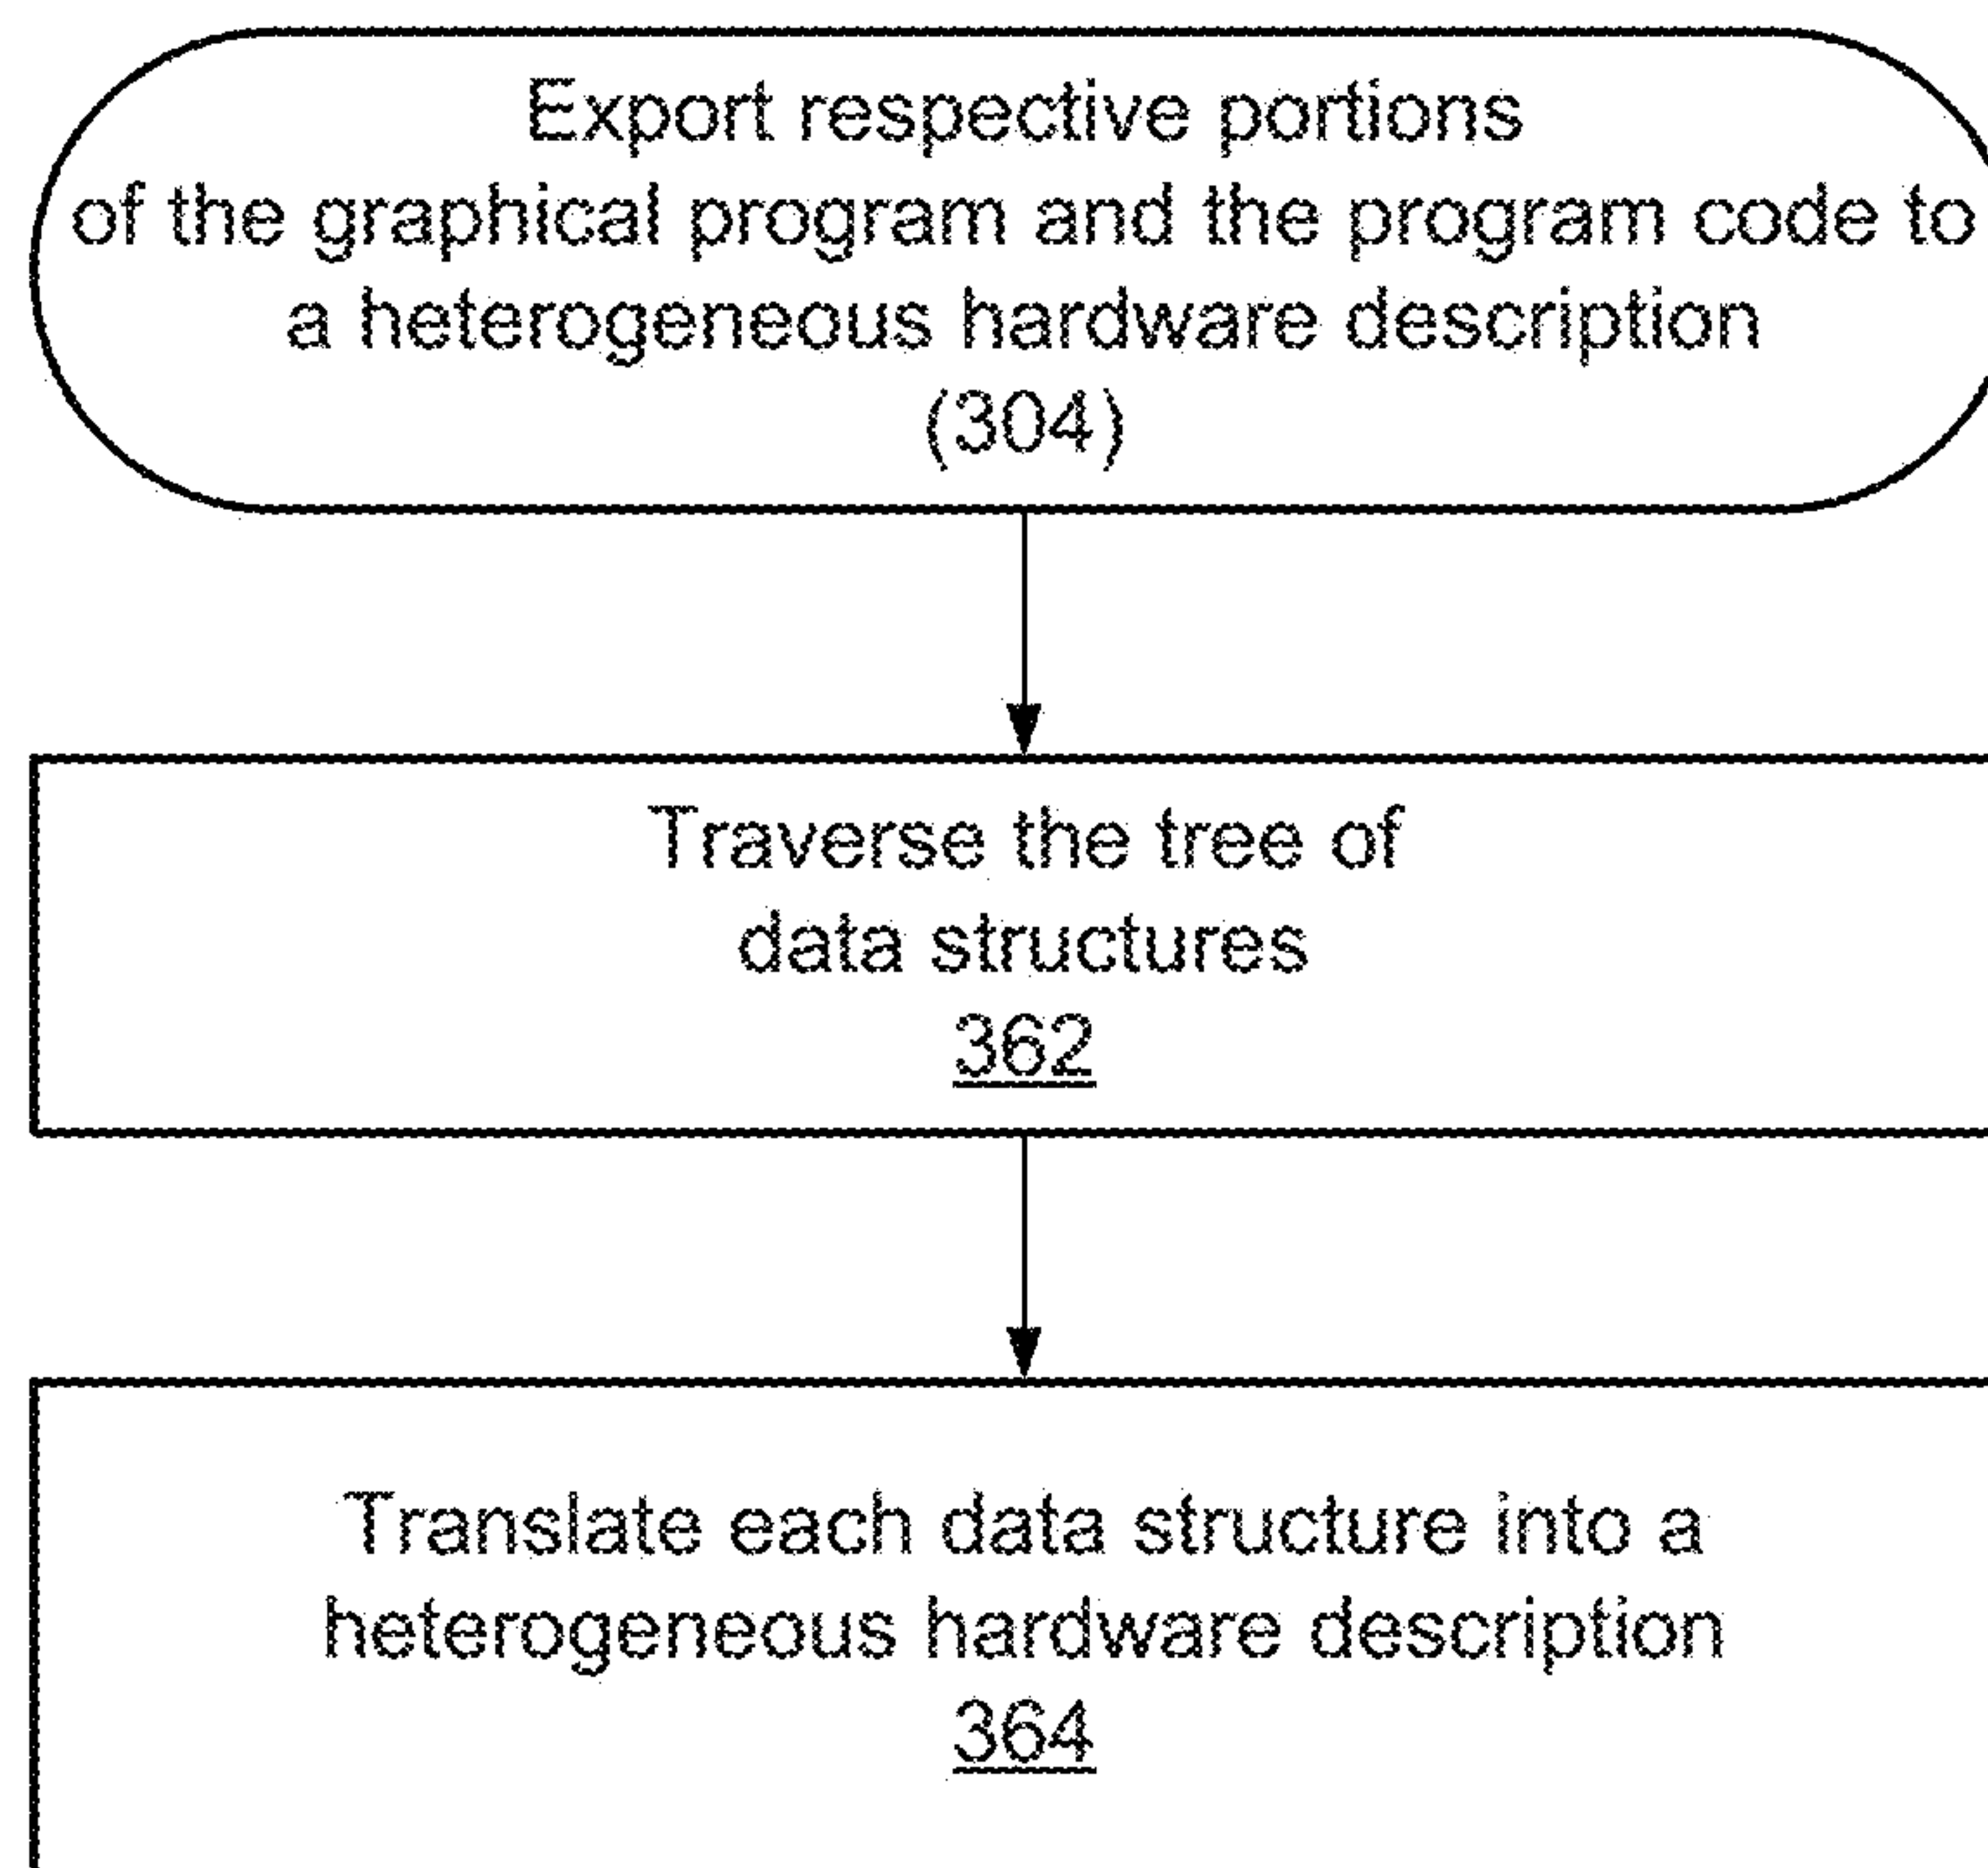 Export respective portions
of the graphical program and the program code to
a heterogeneous hardware description
(304)
Traverse the tree of
data structures
362
Translate each data structure into a
heterogeneous hardware description
364